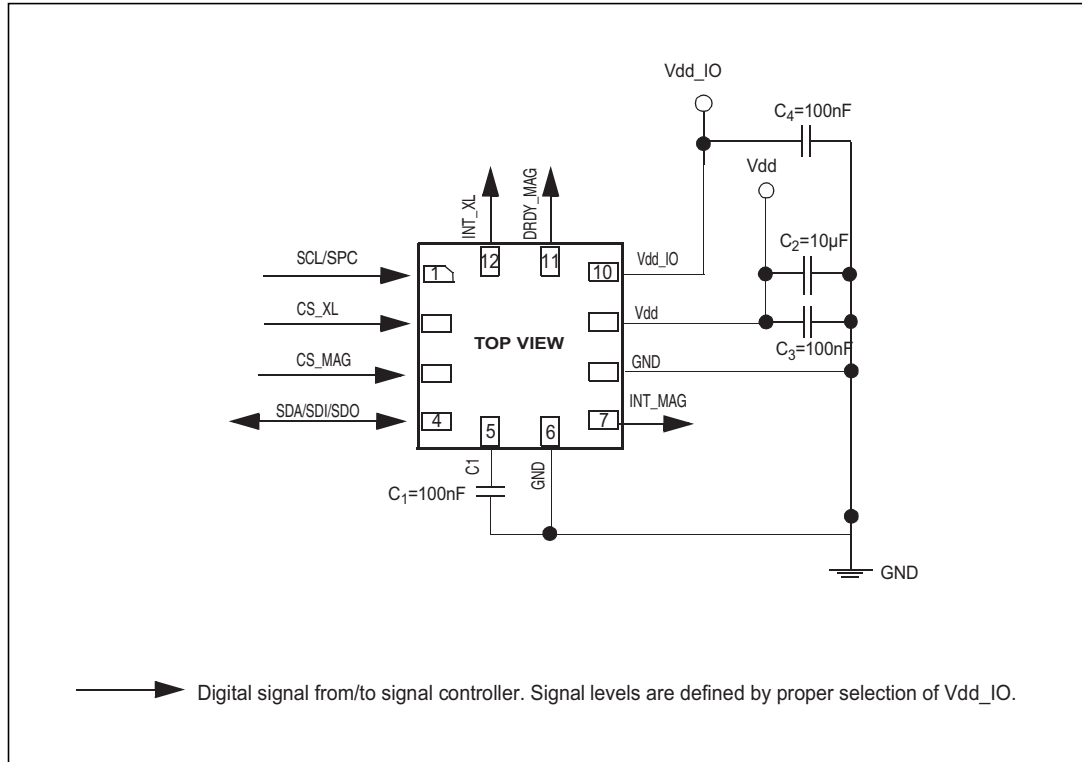 Vdd_IO
C4=100nF
Vdd
INT_XL
DRDY_MAG
C2=10µF
SCL/SPC
1
12
11
10
Vdd_IO
CS_XL
Vdd
TOP VIEW
C3=100nF
CS_MAG
GND
SDA/SDI/SDO
4
5
6
7
INT_MAG
C1
GND
C1=100nF
GND
Digital signal from/to signal controller. Signal levels are defined by proper selection of Vdd_IO.